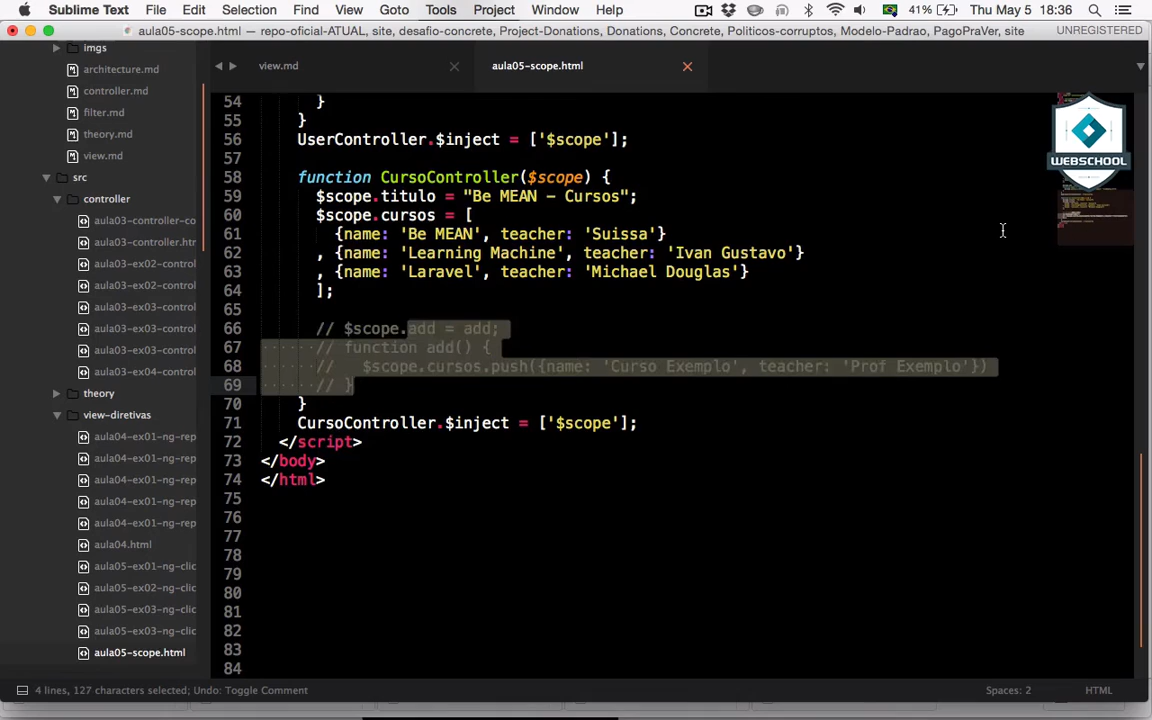 Sublime Text File Edit Selection Find View Goto Tools Project Window Help 41% Thu May 5 18:36
aula05-scope.html — repo-oficial-ATUAL, site, desafio-concrete, Project-Donations, Donations, Concrete, Politicos-corruptos, Modelo-Padrao, PagoPraVer, site UNREGISTERED
imgs
architecture.md
controller.md
filter.md
theory.md
view.md
src
controller
aula03-controller-co
aula03-controller.htr
aula03-ex02-control
aula03-ex02-control
aula03-ex03-control
aula03-ex03-control
aula03-ex03-control
aula03-ex04-control
theory
view-diretivas
aula04-ex01-ng-rep
aula04-ex01-ng-rep
aula04-ex01-ng-rep
aula04-ex01-ng-rep
aula04-ex01-ng-rep
aula04.html
aula05-ex01-ng-clic
aula05-ex02-ng-clic
aula05-ex03-ng-clic
aula05-ex03-ng-clic
aula05-scope.html
view.md aula05-scope.html
WEBSCHOOL
54 }
55 }
56 UserController.$inject = ['$scope'];
57
58 function CursoController($scope) {
59 $scope.titulo = "Be MEAN - Cursos";
60 $scope.cursos = [
61 {name: 'Be MEAN', teacher: 'Suissa'}
62 , {name: 'Learning Machine', teacher: 'Ivan Gustavo'}
63 , {name: 'Laravel', teacher: 'Michael Douglas'}
64 ];
65
66 // $scope.add = add;
67 // function add() {
68 // $scope.cursos.push({name: 'Curso Exemplo', teacher: 'Prof Exemplo'})
69 // }
70 }
71 CursoController.$inject = ['$scope'];
72 </script>
73 </body>
74 </html>
75
76
77
78
79
80
81
82
83
84
4 lines, 127 characters selected; Undo: Toggle Comment Spaces: 2 HTML